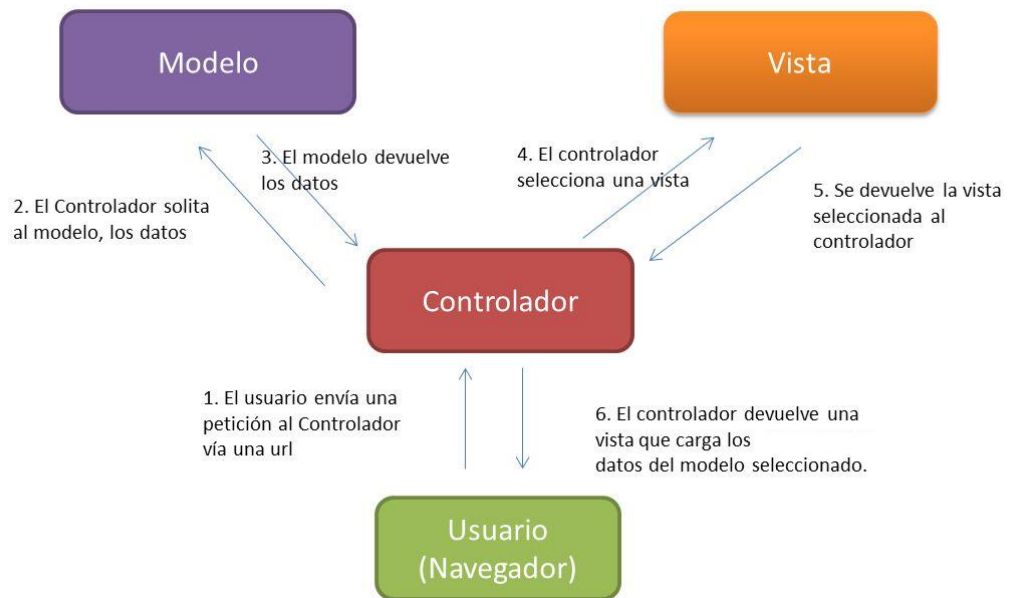 Modelo
Vista
3. El modelo devuelve
los datos
4. El controlador
selecciona una vista
2. El Controlador solita
al modelo, los datos
5. Se devuelve la vista
seleccionada al
controlador
Controlador
1. El usuario envía una
petición al Controlador
vía una url
6. El controlador devuelve una
vista que carga los
datos del modelo seleccionado.
Usuario
(Navegador)